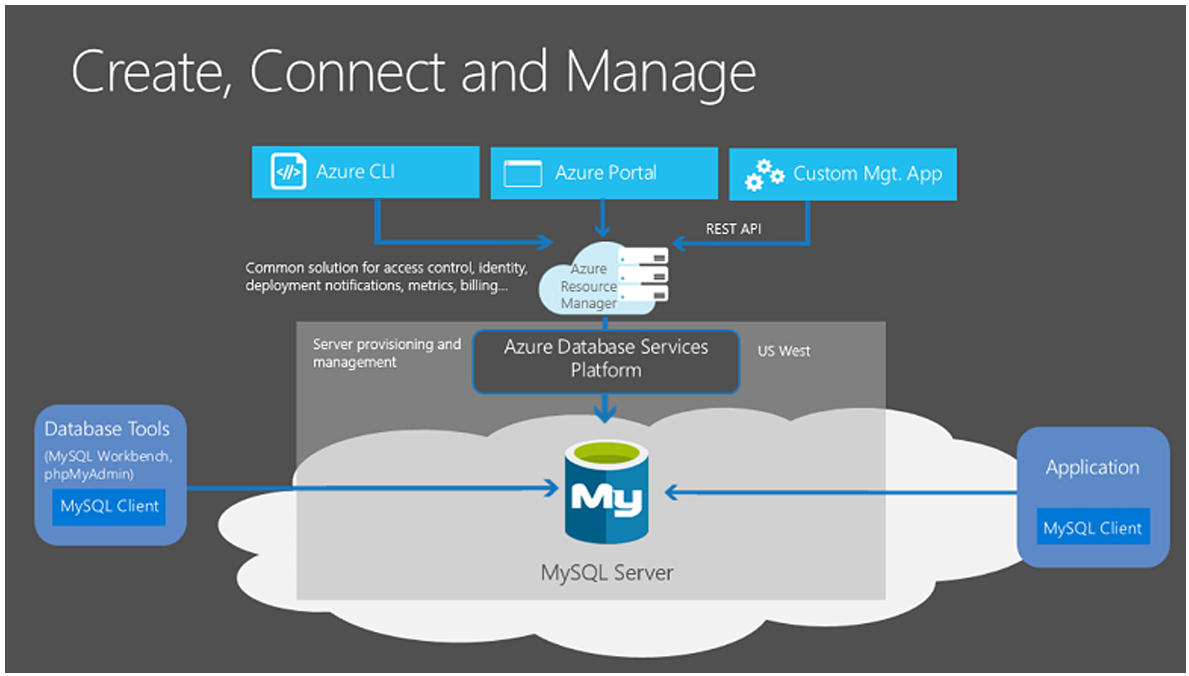 Create, Connect and Manage
</>
Azure CLI
Azure Portal
Custom Mgt. App
REST API
Common solution for access control, identity,
deployment notifications, metrics, billing...
Azure
Resource
Manager
Server provisioning and
management
Azure Database Services
Platform
US West
Database Tools
(MySQL Workbench,
phpMyAdmin)
MySQL Client
My
MySQL Server
Application
MySQL Client